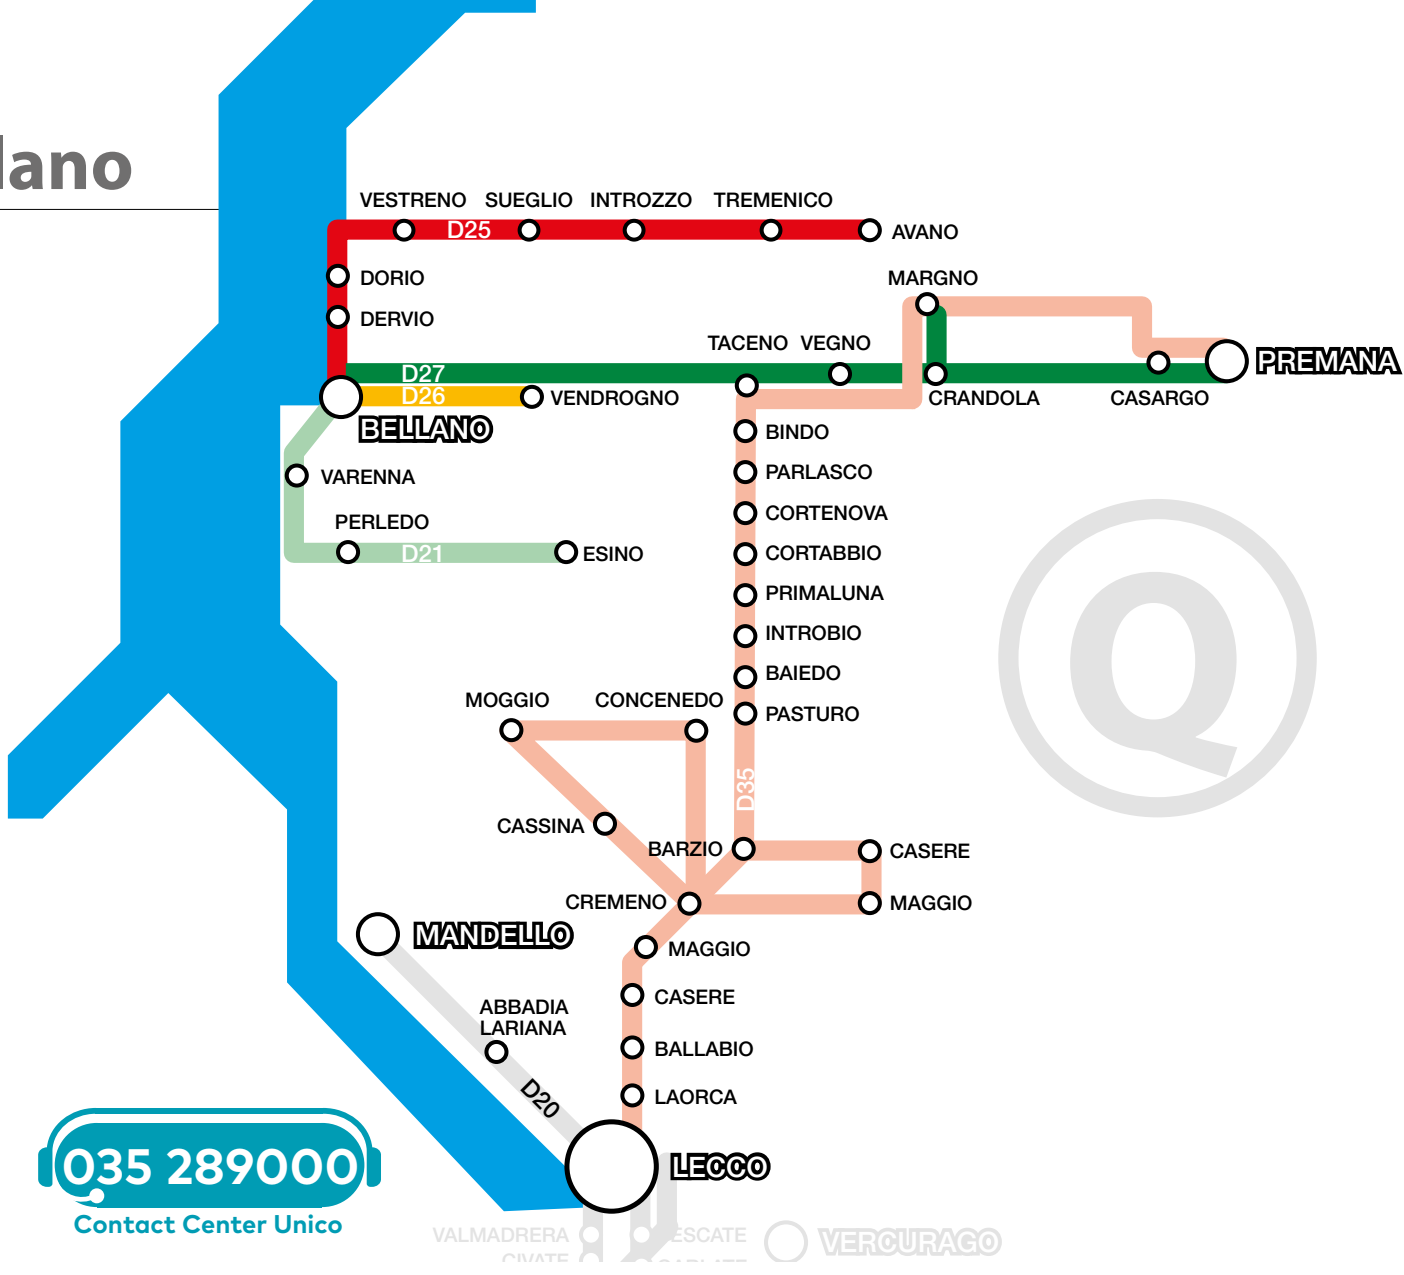 lano
VESTRENO SUEGLIO INTROZZO TREMENICO
D25
AVANO
DORIO
MARGNO
DERVIO
TACENO VEGNO
PREMANA
D27
D26
VENDROGNO
CRANDOLA
CASARGO
BELLANO
BINDO
VARENNA
PARLASCO
CORTENOVA
PERLEDO
D21
ESINO
CORTABBIO
PRIMALUNA
INTROBIO
BAIEDO
MOGGIO
CONCENEDO
PASTURO
D35
CASSINA
BARZIO
CASERE
CREMENO
MAGGIO
MANDELLO
MAGGIO
CASERE
ABBADIA
LARIANA
BALLABIO
D20
LAORCA
Q
035 289000
Contact Center Unico
LECCO
VALMADRERA
ESCATE
VERCURAGO
CIVATE